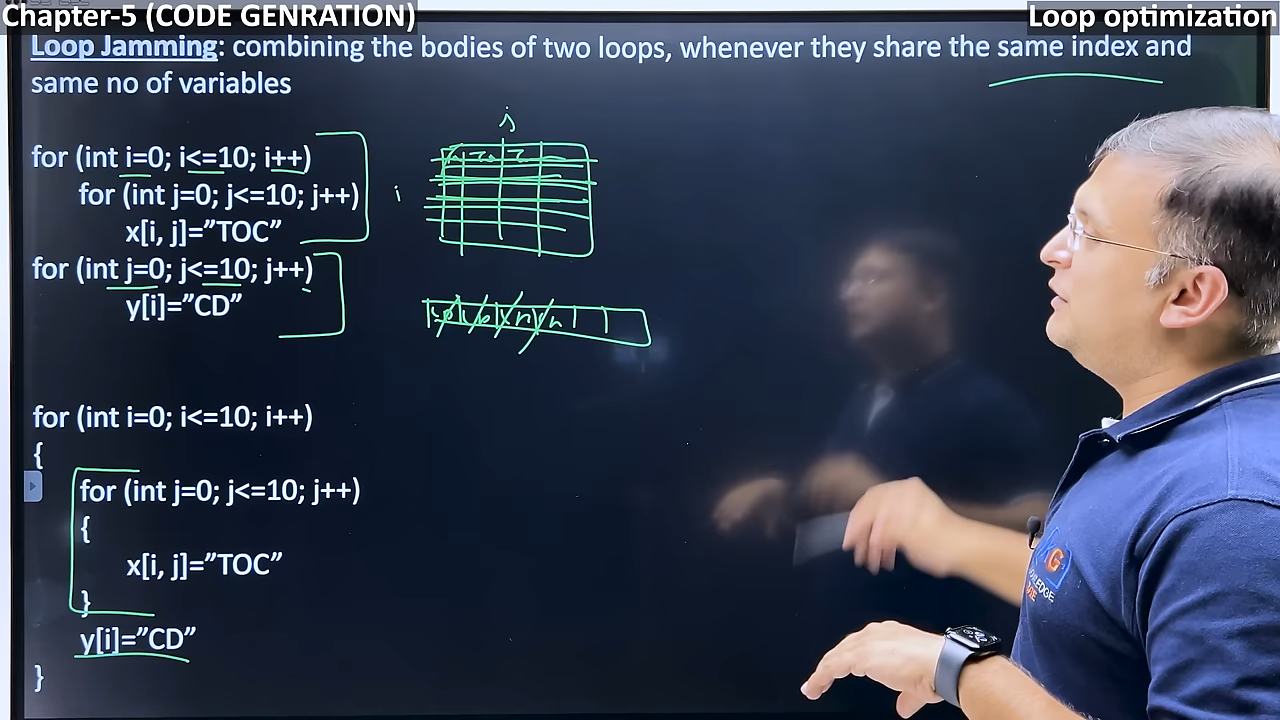 Chapter-5 (CODE GENRATION)
Loop optimization
Loop Jamming: combining the bodies of two loops, whenever they share the same index and
same no of variables
for (int i=0; i<=10; i++)
for (int j=0; j<=10; j++)
x[i, j]=”TOC”
for (int j=0; j<=10; j++)
y[i]=”CD”
j
i
for (int i=0; i<=10; i++)
{
for (int j=0; j<=10; j++)
{
x[i, j]=”TOC”
}
y[i]=”CD”
}
G